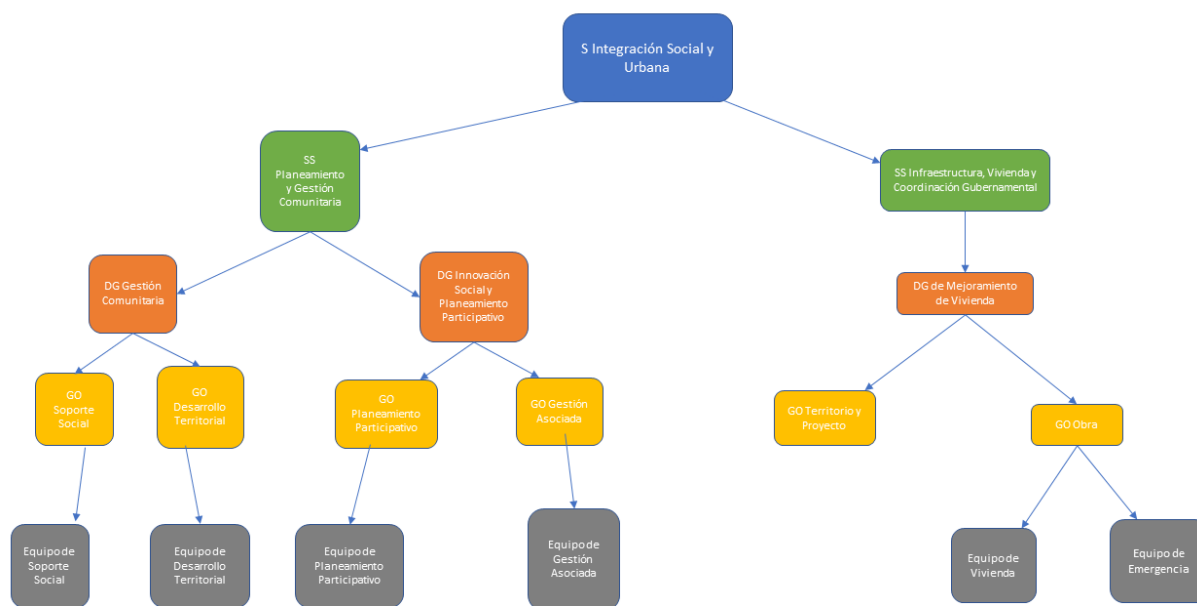 S Integración Social y
Urbana
SS
Planeamiento
y Gestión
Comunitaria
SS Infraestructura, Vivienda y
Coordinación Gubernamental
DG Gestión
Comunitaria
DG Innovación
Social y
Planeamiento
Participativo
DG de Mejoramiento
de Vivienda
GO
Soporte
Social
GO
Desarrollo
Territorial
GO
Planeamiento
Participativo
GO Gestión
Asociada
GO Territorio y
Proyecto
GO Obra
Equipo de
Soporte
Social
Equipo de
Desarrollo
Territorial
Equipo de
Planeamiento
Participativo
Equipo de
Gestión
Asociada
Equipo de
Vivienda
Equipo de
Emergencia